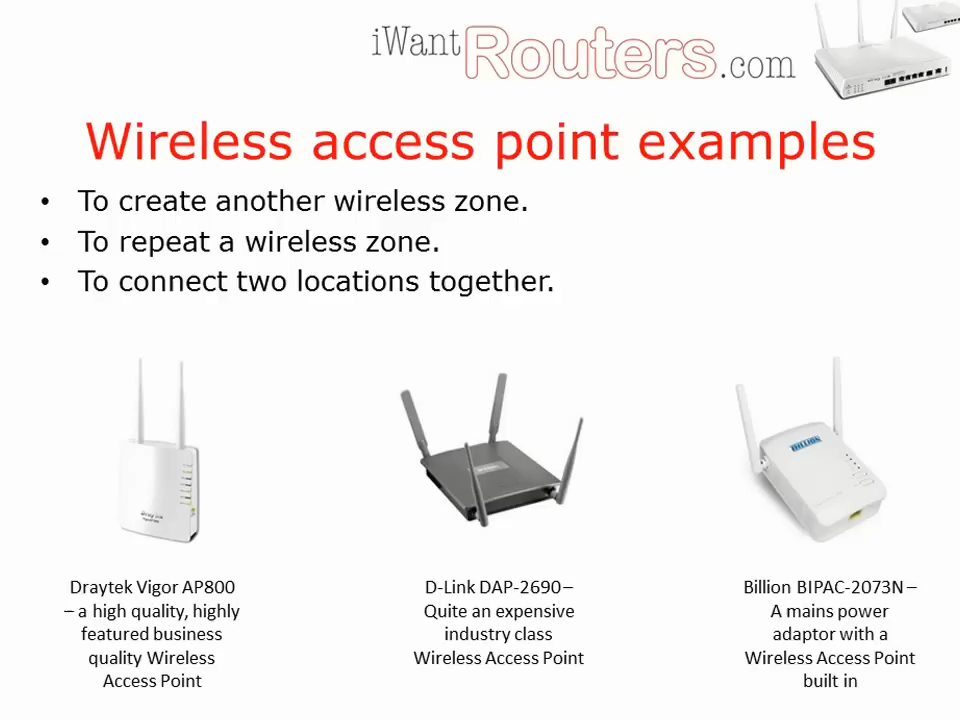 iWantRouters.com
Wireless access point examples
• To create another wireless zone.
• To repeat a wireless zone.
• To connect two locations together.
BILLION
Draytek Vigor AP800
– a high quality, highly
featured business
quality Wireless
Access Point
D-Link DAP-2690 –
Quite an expensive
industry class
Wireless Access Point
Billion BIPAC-2073N –
A mains power
adaptor with a
Wireless Access Point
built in